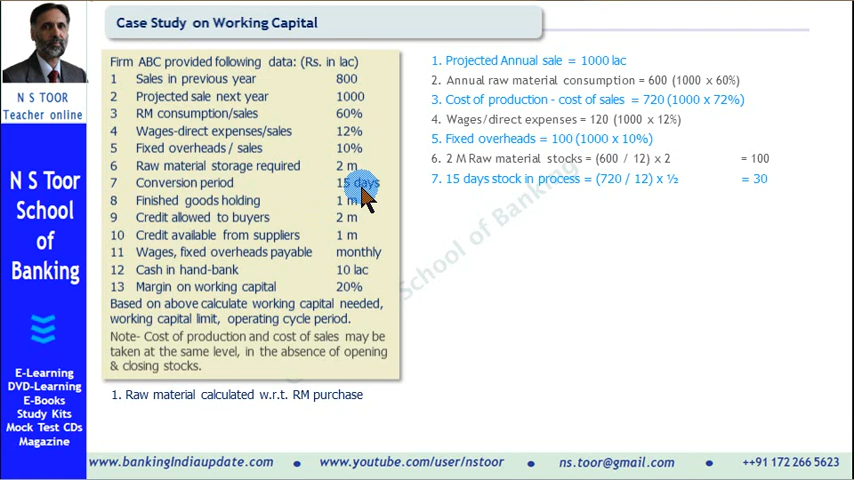 Case Study on Working Capital
N S TOOR
Teacher online
N S Toor
School
of
Banking
E-Learning
DVD-Learning
E-Books
Study Kits
Mock Test CDs
Magazine
Firm ABC provided following data: (Rs. in lac)
1 Sales in previous year 800
2 Projected sale next year 1000
3 RM consumption/sales 60%
4 Wages-direct expenses/sales 12%
5 Fixed overheads / sales 10%
6 Raw material storage required 2 m
7 Conversion period 15 days
8 Finished goods holding 1 m
9 Credit allowed to buyers 2 m
10 Credit available from suppliers 1 m
11 Wages, fixed overheads payable monthly
12 Cash in hand-bank 10 lac
13 Margin on working capital 20%
Based on above calculate working capital needed,
working capital limit, operating cycle period.
Note- Cost of production and cost of sales may be
taken at the same level, in the absence of opening
& closing stocks.
1. Raw material calculated w.r.t. RM purchase
1. Projected Annual sale = 1000 lac
2. Annual raw material consumption = 600 (1000 x 60%)
3. Cost of production - cost of sales = 720 (1000 x 72%)
4. Wages/direct expenses = 120 (1000 x 12%)
5. Fixed overheads = 100 (1000 x 10%)
6. 2 M Raw material stocks = (600 / 12) x 2 = 100
7. 15 days stock in process = (720 / 12) x ½ = 30
School of Banking
www.bankingIndiaupdate.com • www.youtube.com/user/nstoor • ns.toor@gmail.com • ++91 172 266 5623